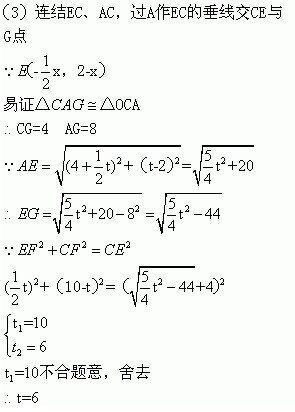 （3）连结EC、AC，过A作EC的垂线交CE与
G点
∵E(-1/2x，2-x）
易证△CAG≅△OCA
∴CG=4 AG=8
∵AE=√((4+1/2t)²+（t-2)²)=√(5/4t²+20)
∴EG=√(5/4t²+20-8²)=√(5/4t²-44)
∵EF²+CF²=CE²
(1/2t)²+（10-t)²=（√(5/4t²-44)+4)²
{t₁=10
t₂=6
t₁=10不合题意，舍去
∴t=6